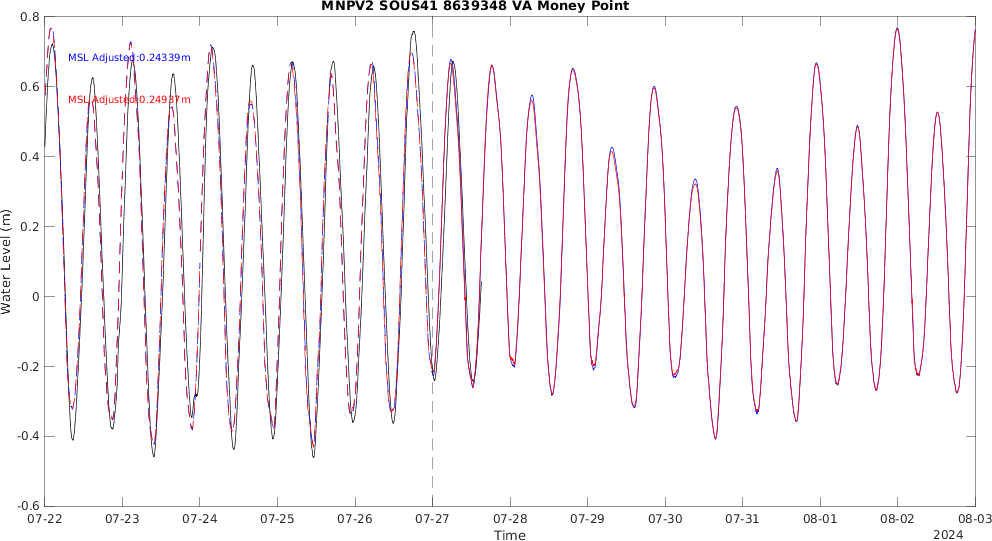 MNPV2 SOUS41 8639348 VA Money Point
0.8
0.6
0.4
0.2
0
-0.2
-0.4
-0.6
Water Level (m)
MSL Adjusted:0.24339m
MSL Adjusted:0.24937m
07-22 07-23 07-24 07-25 07-26 07-27 07-28 07-29 07-30 07-31 08-01 08-02 08-03
Time
2024